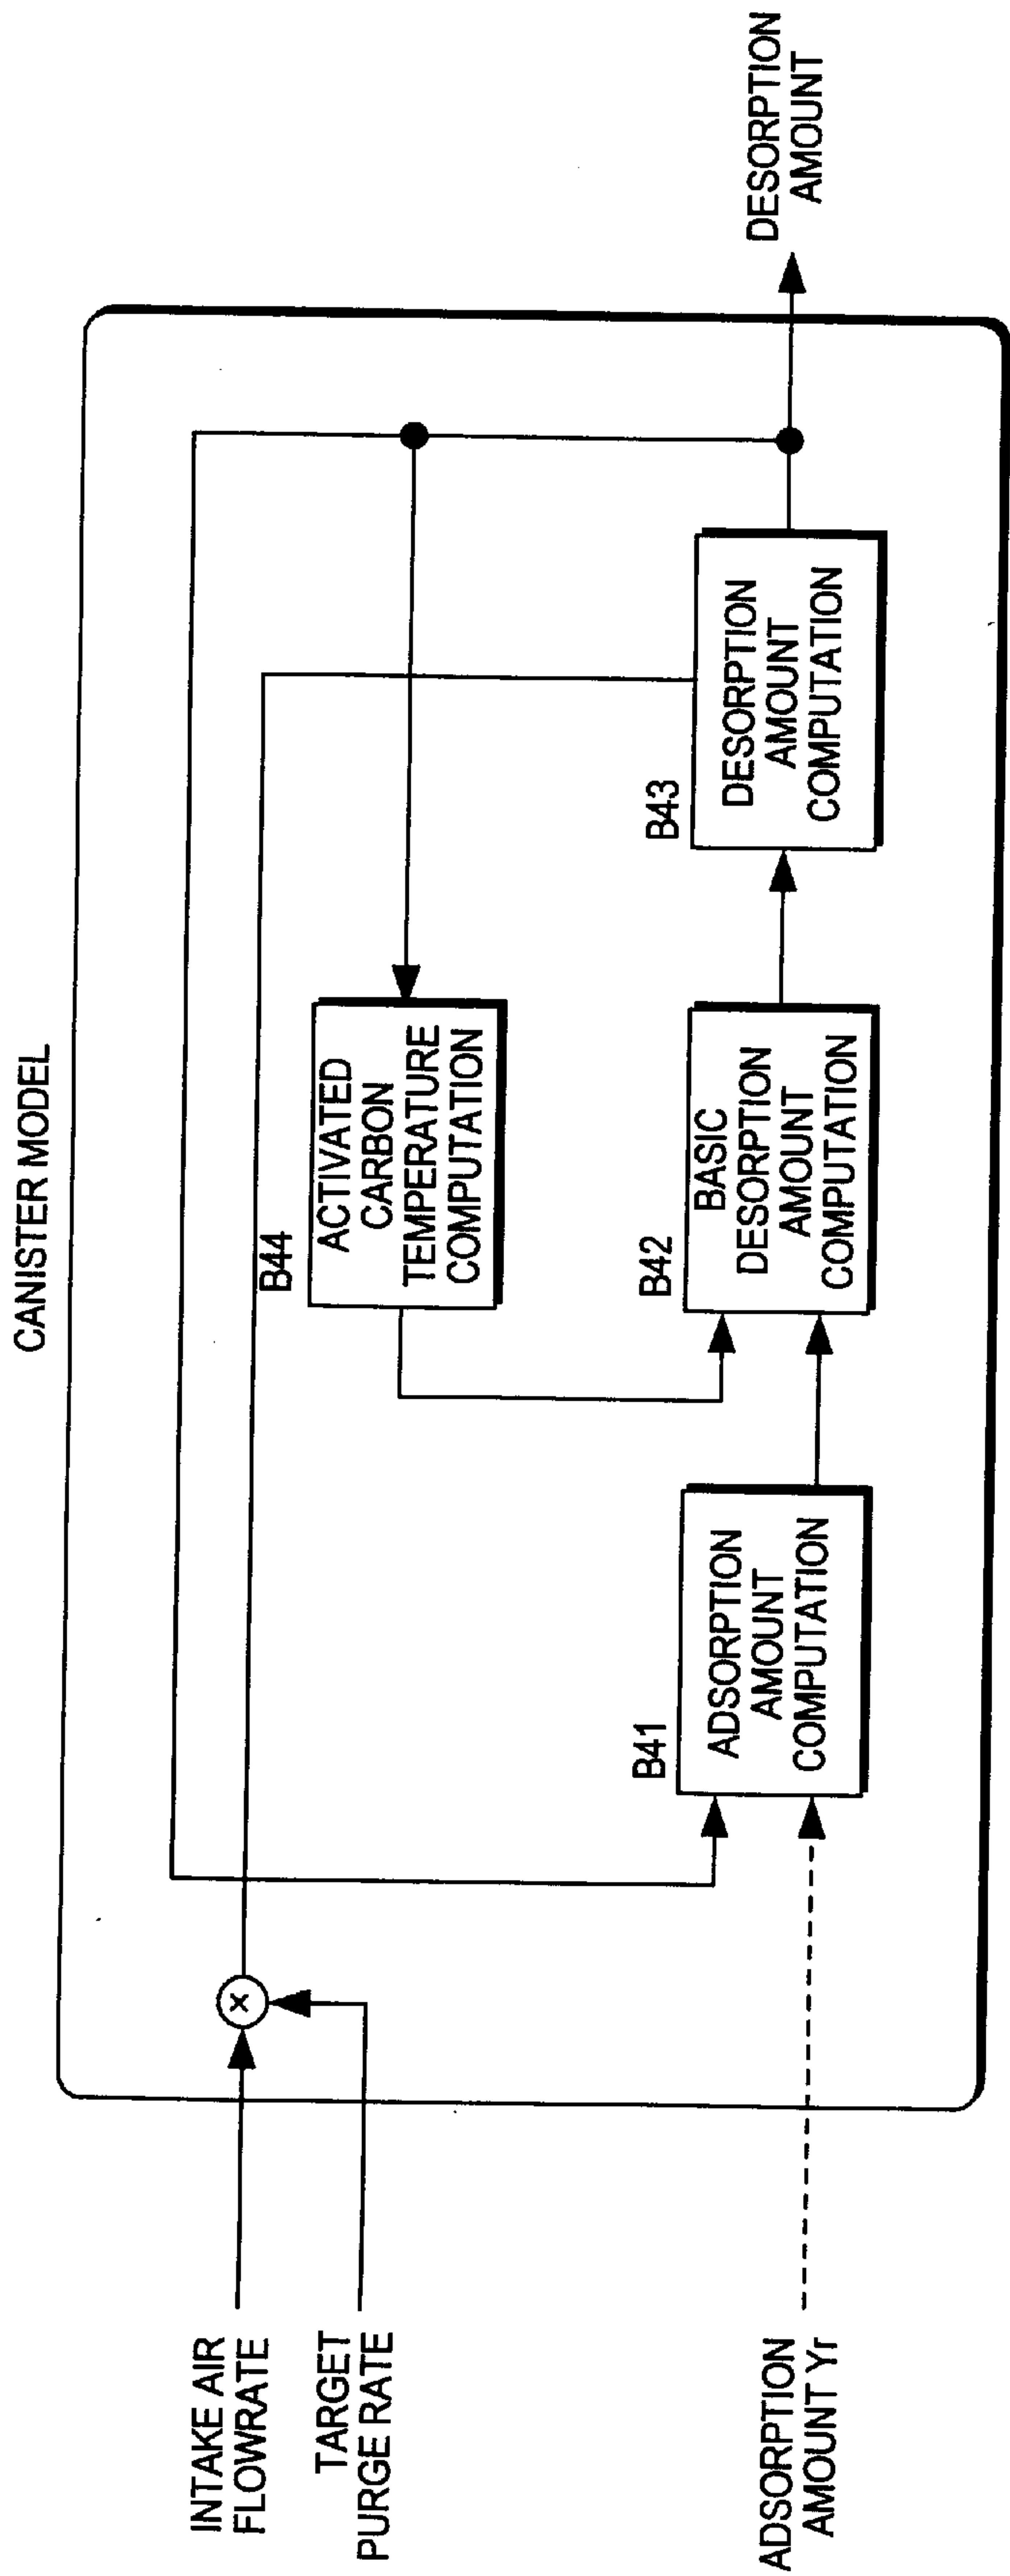 CANISTER MODEL
INTAKE AIR
FLOWRATE
TARGET
PURGE RATE
ADSORPTION
AMOUNT Yr
x
B44
ACTIVATED
CARBON
TEMPERATURE
COMPUTATION
B41
ADSORPTION
AMOUNT
COMPUTATION
B42
BASIC
DESORPTION
AMOUNT
COMPUTATION
B43
DESORPTION
AMOUNT
COMPUTATION
DESORPTION
AMOUNT